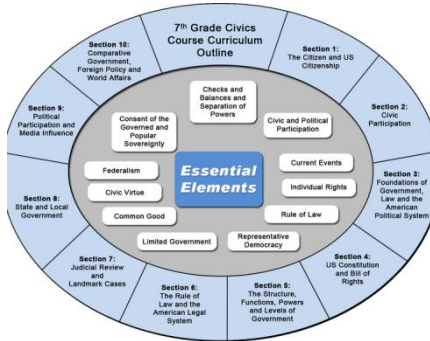 7th Grade Civics
Course Curriculum
Outline
Section 1:
The Citizen and US
Citizenship
Section 2:
Civic
Participation
Section 3:
Foundations of
Government,
Law and the
American
Political System
Section 4:
US Constitution
and Bill of
Rights
Section 5:
The Structure,
Functions, Powers
and Levels of
Government
Section 6:
The Rule of
Law and the
American Legal
System
Section 7:
Judicial Review
and
Landmark Cases
Section 8:
State and Local
Government
Section 9:
Political
Participation and
Media Influence
Section 10:
Comparative
Government,
Foreign Policy and
World Affairs
Checks and
Balances and
Separation of
Powers
Civic and Political
Participation
Current Events
Individual Rights
Rule of Law
Representative
Democracy
Limited Government
Common Good
Civic Virtue
Federalism
Consent of the
Governed and
Popular
Sovereignty
Essential
Elements